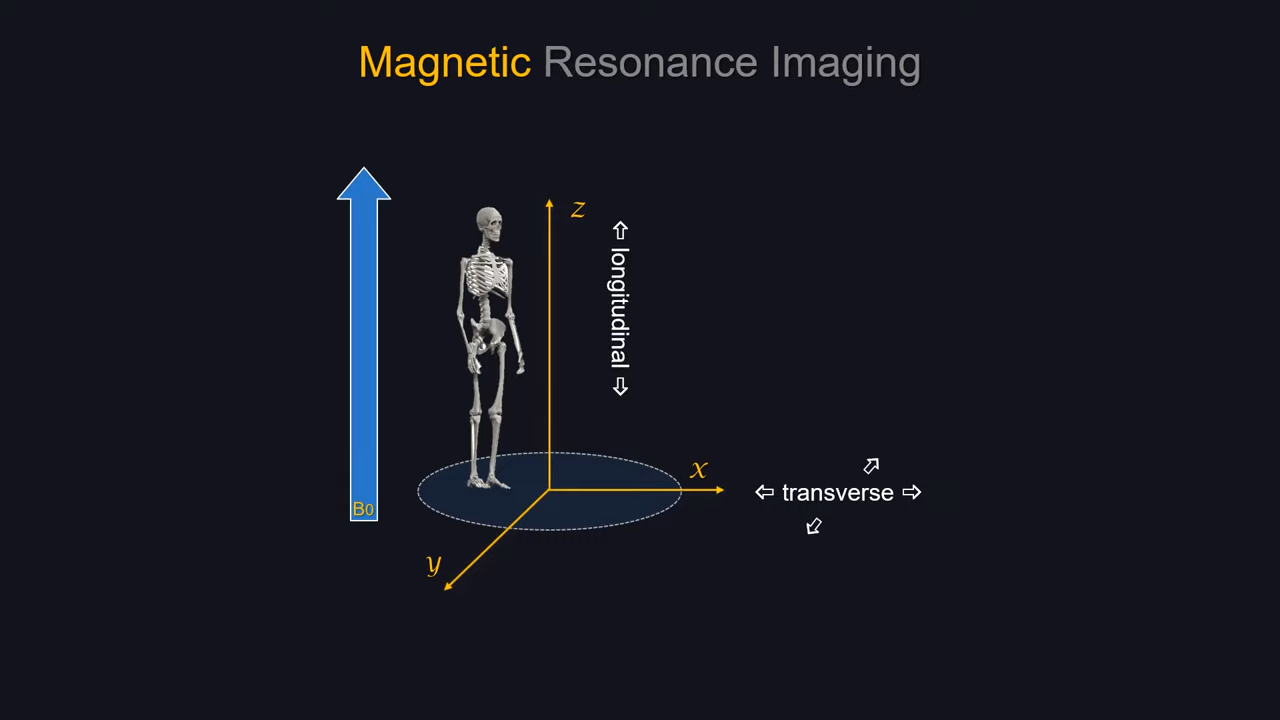 Magnetic Resonance Imaging
z
longitudinal
x
transverse
B0
y